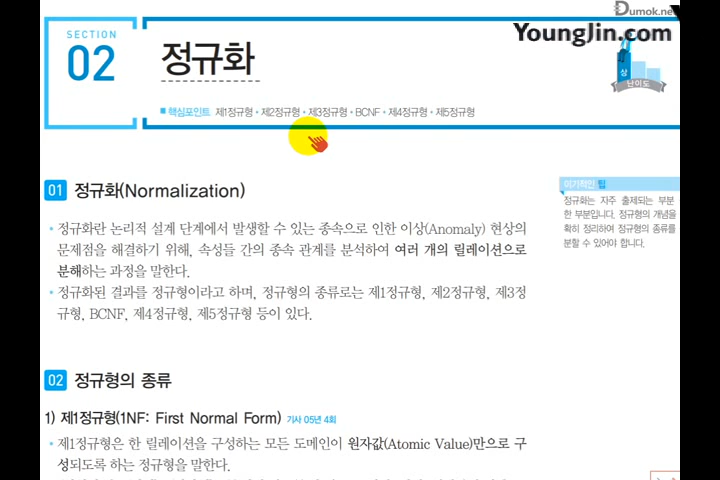 Dumok.ne
YoungJin.com
SECTION
02
정규화
상
난이도
핵심포인트 제1정규형 • 제2정규형 • 제3정규형 • BCNF • 제4정규형 • 제5정규형
01 정규화(Normalization)
• 정규화란 논리적 설계 단계에서 발생할 수 있는 종속으로 인한 이상(Anomaly) 현상의
문제점을 해결하기 위해, 속성들 간의 종속 관계를 분석하여 여러 개의 릴레이션으로
분해하는 과정을 말한다.
• 정규화된 결과를 정규형이라고 하며, 정규형의 종류로는 제1정규형, 제2정규형, 제3정
규형, BCNF, 제4정규형, 제5정규형 등이 있다.
이기적인 팁
정규화는 자주 출제되는 부분
한 부분입니다. 정규형의 개념을
확히 정리하여 정규형의 종류를
분할 수 있어야 합니다.
02 정규형의 종류
1) 제1정규형(1NF: First Normal Form) 기사 05년 4회
• 제1정규형은 한 릴레이션을 구성하는 모든 도메인이 원자값(Atomic Value)만으로 구
성되도록 하는 정규형을 말한다.